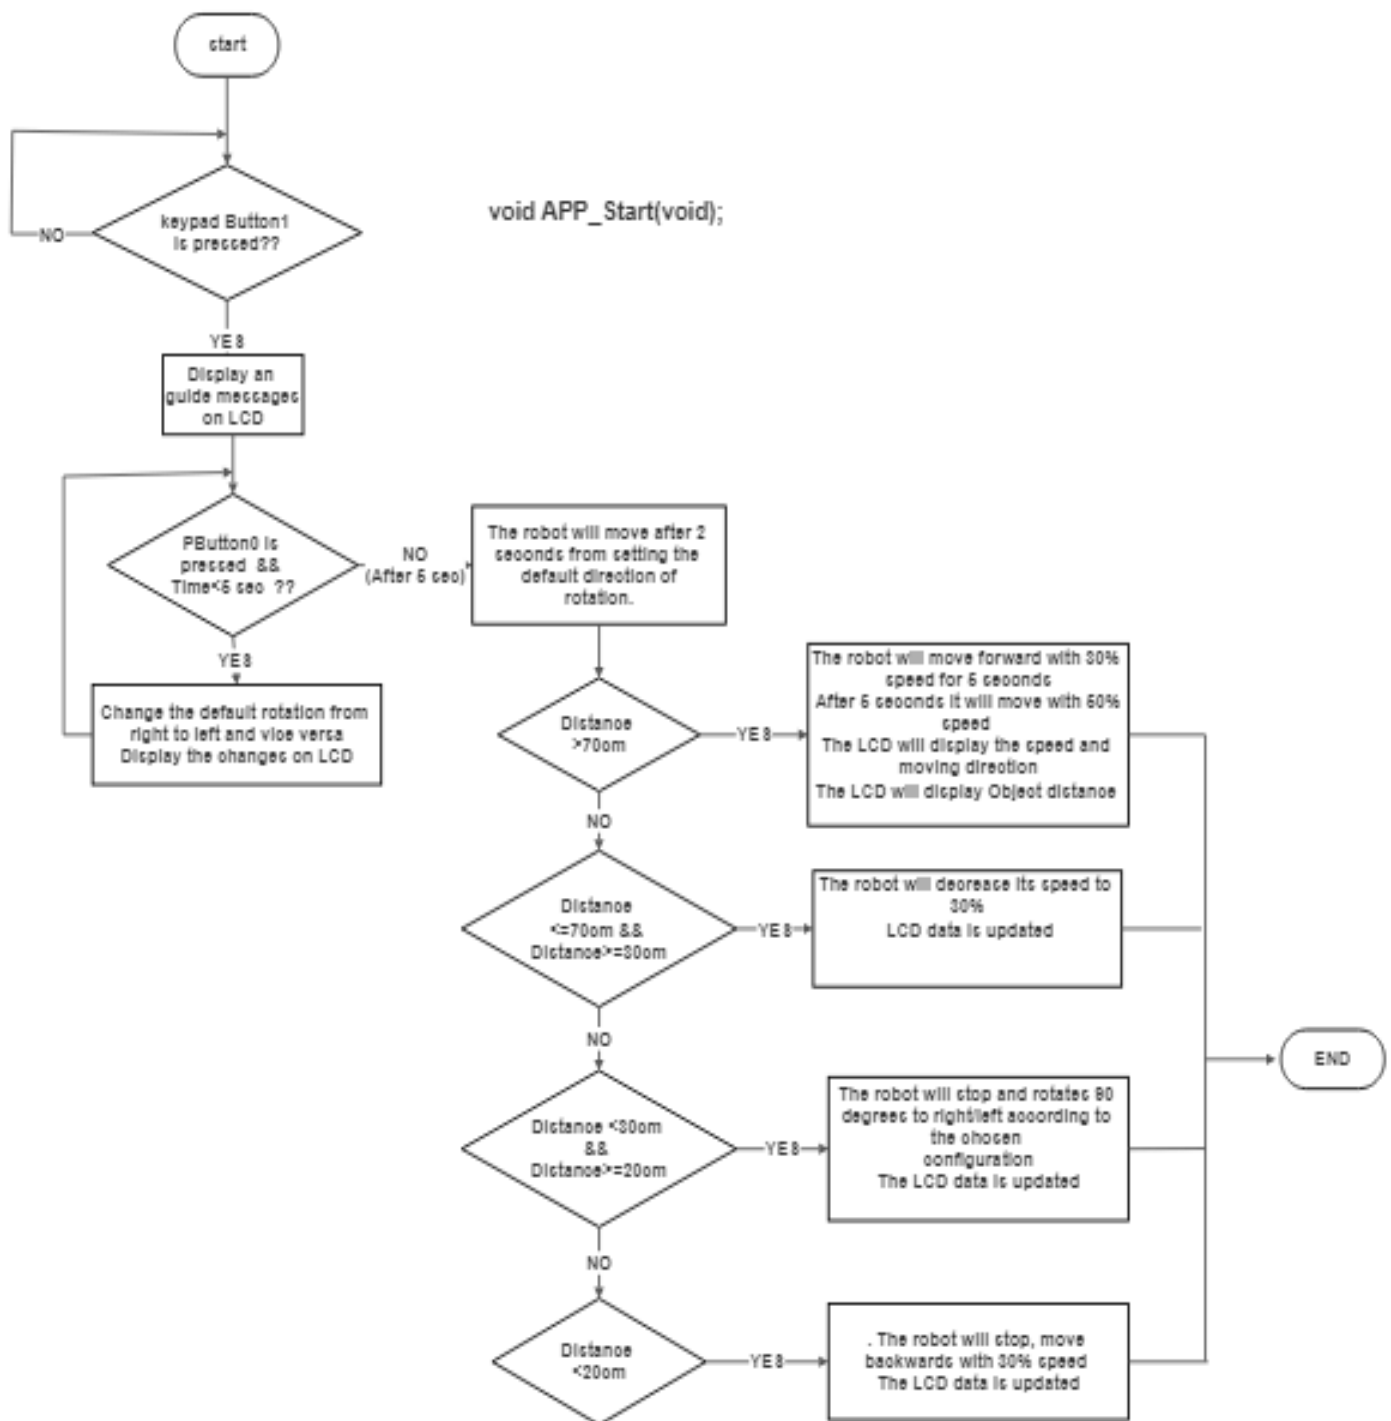 start
void APP_Start(void);
keypad Button1
is pressed??
NO
YES
Display an
guide messages
on LCD
PButton0 is
pressed &&
Time<5 sec ??
NO
(After 5 sec)
YES
Change the default rotation from
right to left and vice versa
Display the changes on LCD
The robot will move after 2
seconds from setting the
default direction of
rotation.
Distance
>70cm
YES
The robot will move forward with 30%
speed for 5 seconds
After 5 seconds it will move with 50%
speed
The LCD will display the speed and
moving direction
The LCD will display Object distance
NO
Distance
<=70cm &&
Distance>=30cm
YES
The robot will decrease its speed to
30%
LCD data is updated
NO
Distance <30cm
&&
Distance>=20cm
YES
The robot will stop and rotates 90
degrees to right/left according to
the chosen
configuration
The LCD data is updated
END
NO
Distance
<20cm
YES
. The robot will stop, move
backwards with 30% speed
The LCD data is updated